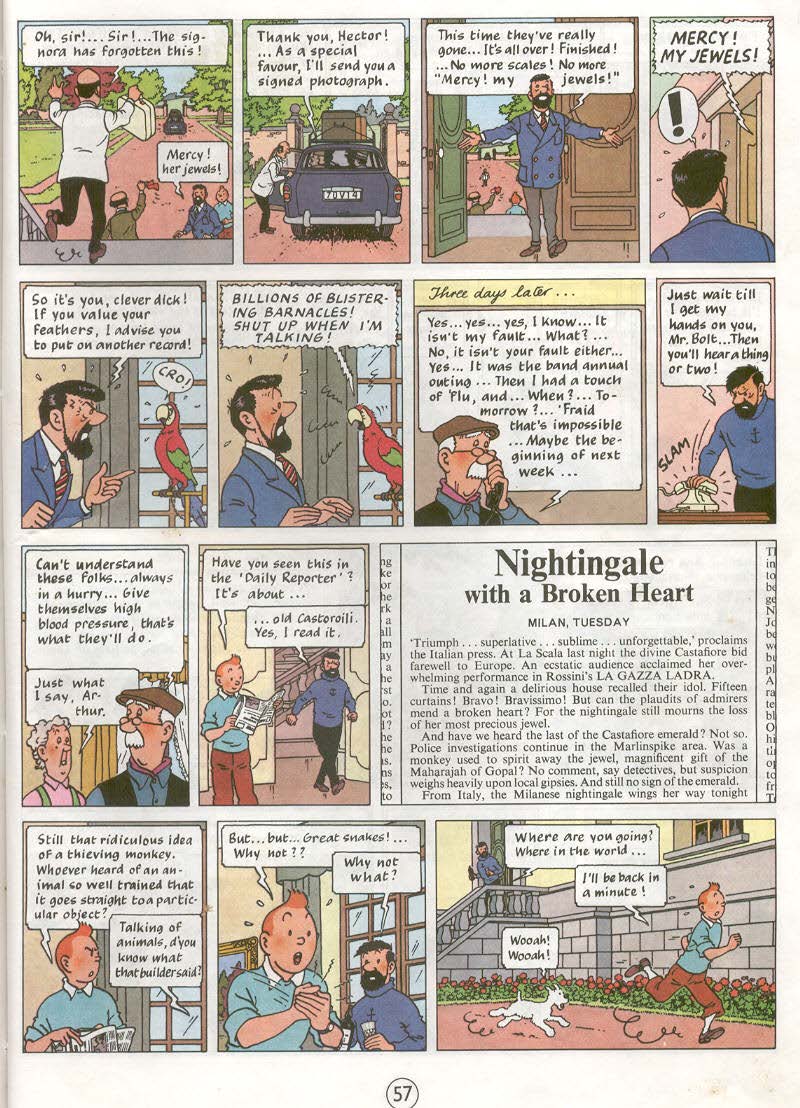 Oh, sir!...Sir!...The sig-
nora has forgotten this!
Mercy!
her jewels!
Thank you, Hector!
... As a special
favour, I'll send you a
signed photograph.
7DV14
This time they've really
gone...It's all over! Finished!
...No more scales! No more
"Mercy! my jewels!"
MERCY!
MY JEWELS!
!
So it's you, clever dick!
If you value your
feathers, I advise you
to put on another record!
CRO!
BILLIONS OF BLISTER-
ING BARNACLES!
SHUT UP WHEN I'M
TALKING!
Three days later ...
Yes...yes...yes, I know... It
isn't my fault... What? ...
No, it isn't your fault either...
Yes... It was the band annual
outing... Then I had a touch
of 'flu, and... When?... To-
morrow?... 'Fraid
that's impossible
... Maybe the be-
ginning of next
week ...
Just wait till
I get my
hands on you,
Mr. Bolt...Then
you'll hear a thing
or two!
SLAM
Can't understand
these folks...always
in a hurry... Give
themselves high
blood pressure, that's
what they'll do.
Just what
I say, Ar-
thur.
Have you seen this in
the 'Daily Reporter'?
It's about ...
... old Castoroili.
Yes, I read it.
Nightingale
with a Broken Heart
MILAN, TUESDAY
'Triumph . . . superlative . . . sublime . . . unforgettable,' proclaims
the Italian press. At La Scala last night the divine Castafiore bid
farewell to Europe. An ecstatic audience acclaimed her over-
whelming performance in Rossini's LA GAZZA LADRA.
Time and again a delirious house recalled their idol. Fifteen
curtains! Bravo! Bravissimo! But can the plaudits of admirers
mend a broken heart? For the nightingale still mourns the loss
of her most precious jewel.
And have we heard the last of the Castafiore emerald? Not so.
Police investigations continue in the Marlinspike area. Was a
monkey used to spirit away the jewel, magnificent gift of the
Maharajah of Gopal? No comment, say detectives, but suspicion
weighs heavily upon local gipsies. And still no sign of the emerald.
From Italy, the Milanese nightingale wings her way tonight
Still that ridiculous idea
of a thieving monkey.
Whoever heard of an an-
imal so well trained that
it goes straight to a partic-
ular object?
Talking of
animals, d'you
know what
that builder said?
But...but...Great snakes!...
Why not??
Why not
what?
Where are you going?
Where in the world ...
I'll be back in
a minute!
Wooah!
Wooah!
57